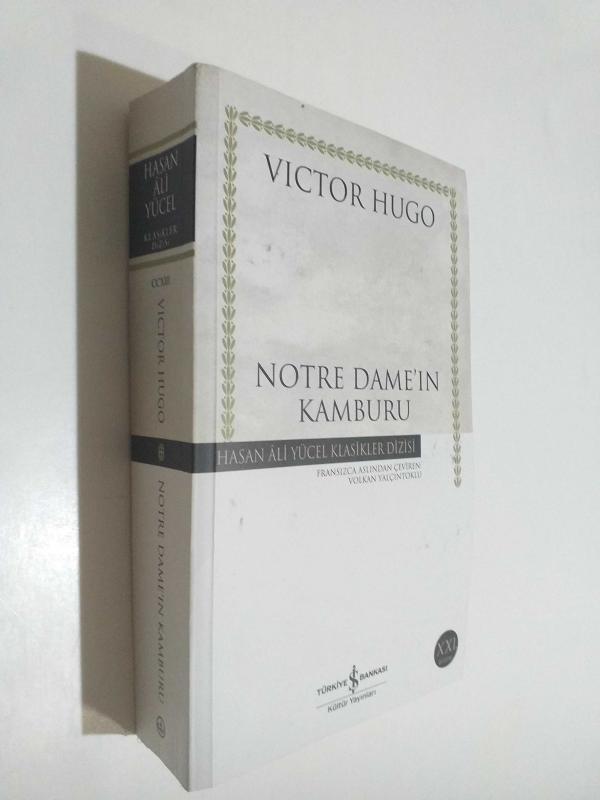 HASAN
ÂLİ
YÜCEL
KLASİKLER
DİZİSİ
CCXIII
VICTOR HUGO
NOTRE DAME'IN KAMBURU
VICTOR HUGO
NOTRE DAME'IN
KAMBURU
HASAN ÂLİ YÜCEL KLASİKLER DİZİSİ
FRANSIZCA ASLINDAN ÇEVİREN:
VOLKAN YALÇINTOKLU
XXI.
TÜRKİYE İŞ BANKASI
Kültür Yayınları